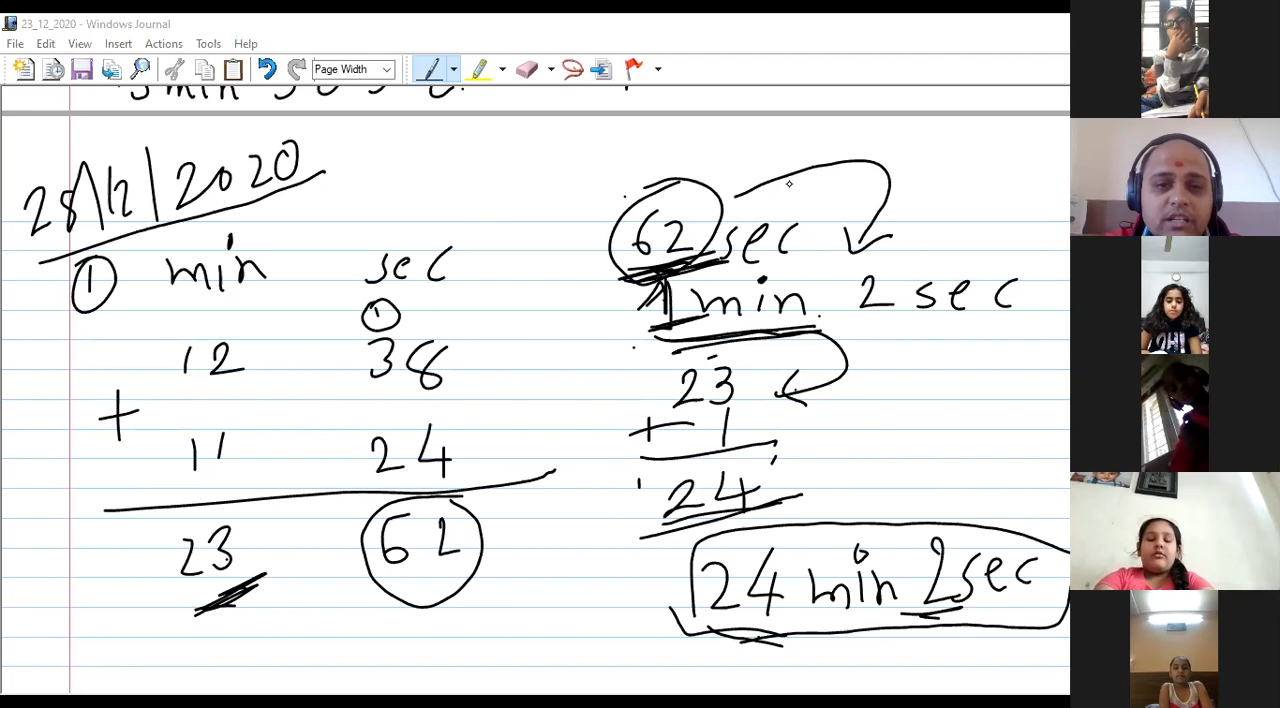 23_12_2020 - Windows Journal
File Edit View Insert Actions Tools Help
Page Width
3 min
28/12/2020
① min sec
①
12 38
+
11 24
23 62
62 sec
1 min. 2 sec
23
+ 1
24
24 min 2 sec